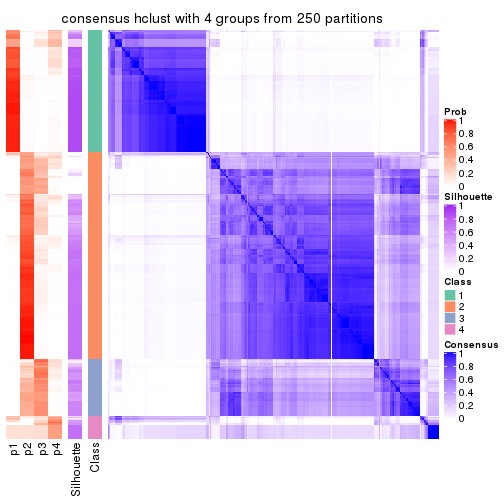 consensus hclust with 4 groups from 250 partitions
Prob
1
0.8
0.6
0.4
0.2
0
Silhouette
1
0.8
0.6
0.4
0.2
0
Class
1
2
3
4
Consensus
1
0.8
0.6
0.4
0.2
0
p1
p2
p3
p4
Silhouette
Class